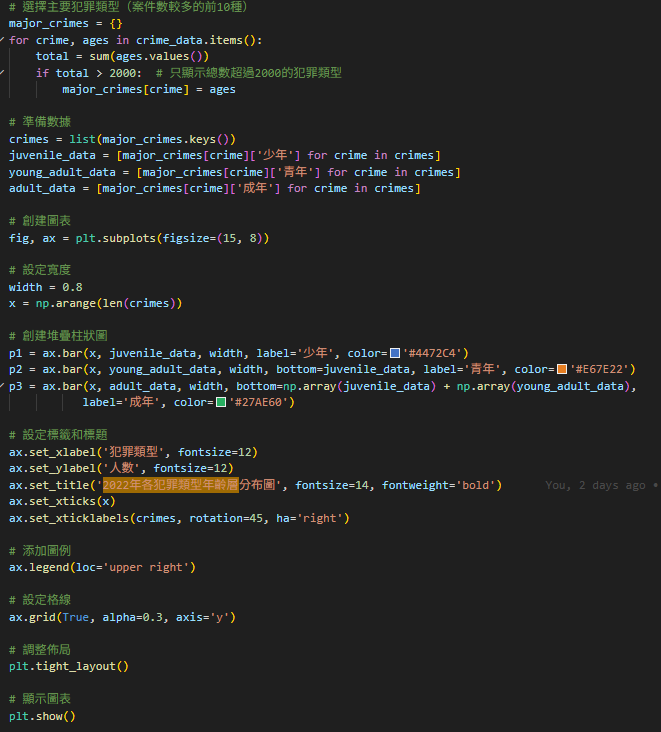 # 選擇主要犯罪類型（案件數較多的前10種）
major_crimes = {}
for crime, ages in crime_data.items():
    total = sum(ages.values())
    if total > 2000:  # 只顯示總數超過2000的犯罪類型
        major_crimes[crime] = ages

# 準備數據
crimes = list(major_crimes.keys())
juvenile_data = [major_crimes[crime]['少年'] for crime in crimes]
young_adult_data = [major_crimes[crime]['青年'] for crime in crimes]
adult_data = [major_crimes[crime]['成年'] for crime in crimes]

# 創建圖表
fig, ax = plt.subplots(figsize=(15, 8))

# 設定寬度
width = 0.8
x = np.arange(len(crimes))

# 創建堆疊柱狀圖
p1 = ax.bar(x, juvenile_data, width, label='少年', color='#4472C4')
p2 = ax.bar(x, young_adult_data, width, bottom=juvenile_data, label='青年', color='#E67E22')
p3 = ax.bar(x, adult_data, width, bottom=np.array(juvenile_data) + np.array(young_adult_data),
            label='成年', color='#27AE60')

# 設定標籤和標題
ax.set_xlabel('犯罪類型', fontsize=12)
ax.set_ylabel('人數', fontsize=12)
ax.set_title('2022年各犯罪類型年齡層分布圖', fontsize=14, fontweight='bold')      You, 2 days ago •
ax.set_xticks(x)
ax.set_xticklabels(crimes, rotation=45, ha='right')

# 添加圖例
ax.legend(loc='upper right')

# 設定格線
ax.grid(True, alpha=0.3, axis='y')

# 調整佈局
plt.tight_layout()

# 顯示圖表
plt.show()